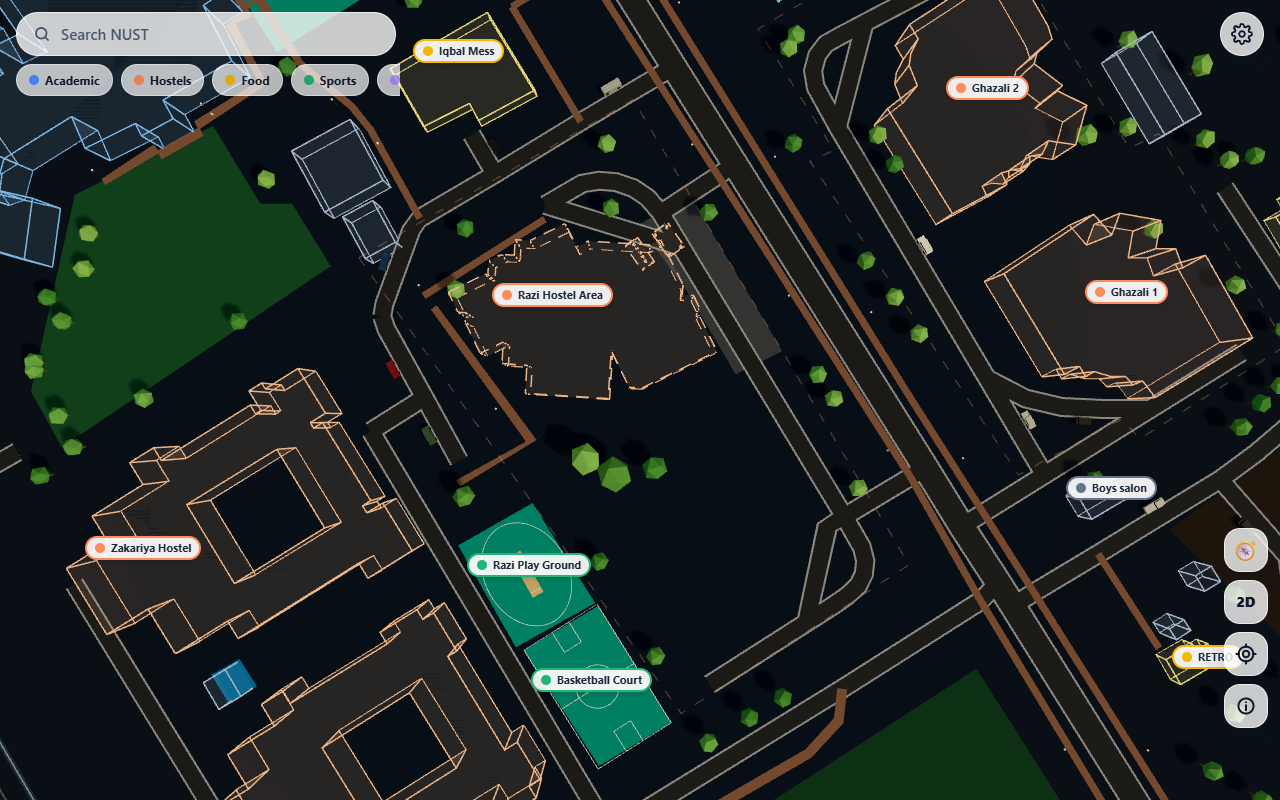 Search NUST
Academic
Hostels
Food
Sports
Iqbal Mess
Ghazali 2
Razi Hostel Area
Ghazali 1
Boys salon
Zakariya Hostel
Razi Play Ground
2D
RETRO
Basketball Court